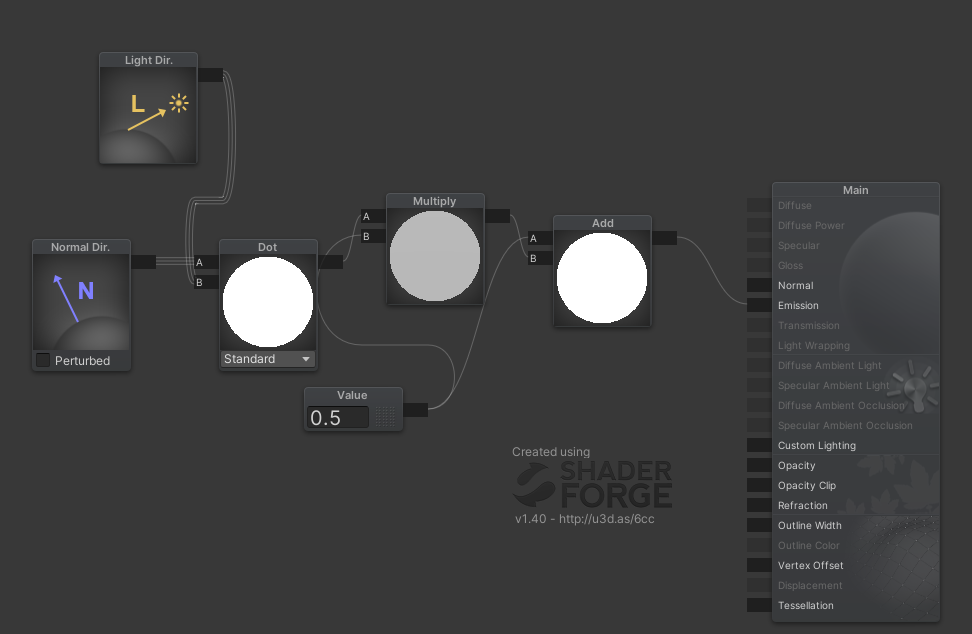 Light Dir.
L
Normal Dir.
N
Perturbed
Dot
A
B
Standard
Multiply
A
B
Value
0.5
Add
A
B
Created using
SHADER
FORGE
v1.40 - http://u3d.as/6cc
Main
Diffuse
Diffuse Power
Specular
Gloss
Normal
Emission
Transmission
Light Wrapping
Diffuse Ambient Light
Specular Ambient Light
Diffuse Ambient Occlusion
Specular Ambient Occlusion
Custom Lighting
Opacity
Opacity Clip
Refraction
Outline Width
Outline Color
Vertex Offset
Displacement
Tessellation